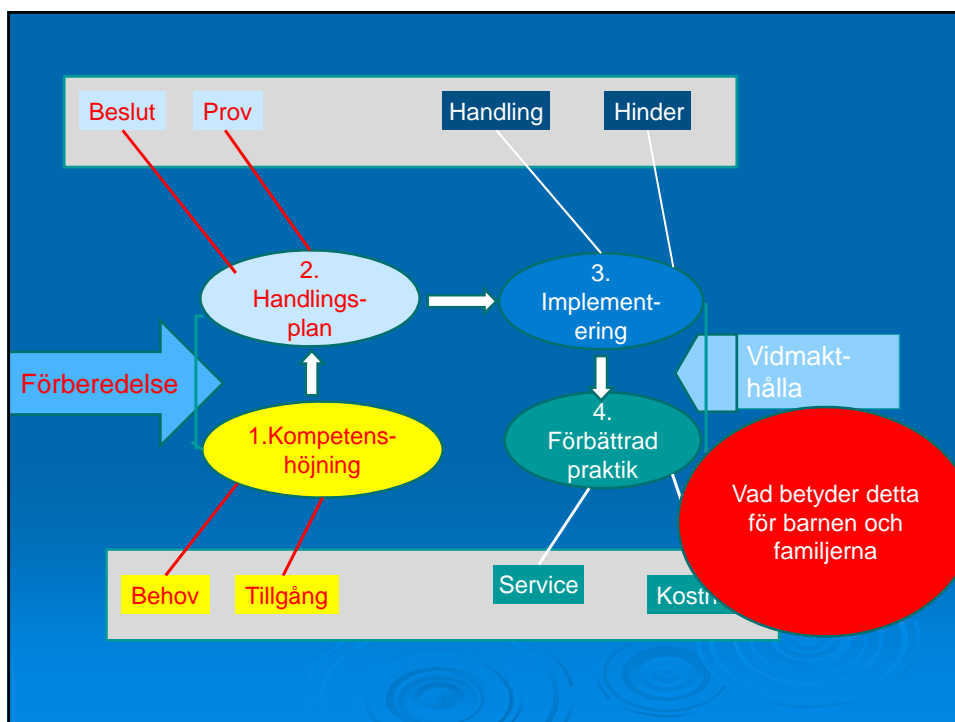 Beslut
Prov
Handling
Hinder
2.
Handlings-
plan
3.
Implement-
ering
Förberedelse
Vidmakt-
hålla
1.Kompetens-
höjning
4.
Förbättrad
praktik
Vad betyder detta
för barnen och
familjerna
Behov
Tillgång
Service